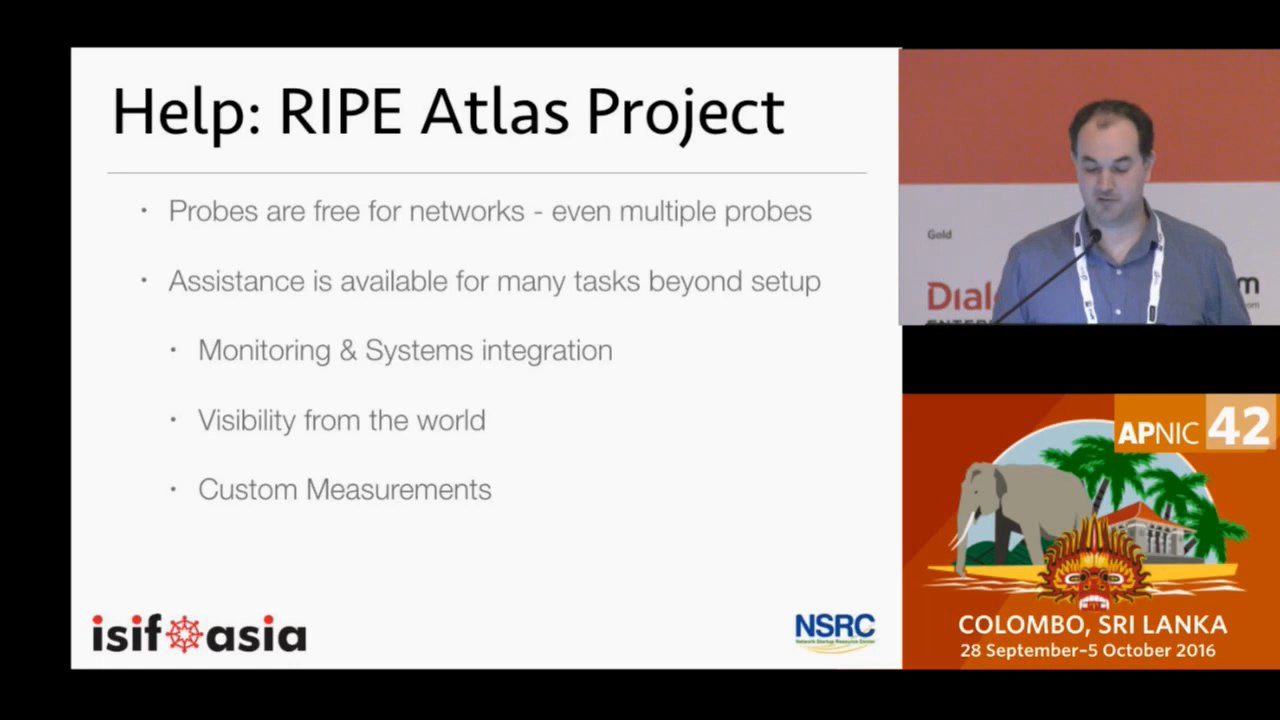 Help: RIPE Atlas Project
• Probes are free for networks - even multiple probes
• Assistance is available for many tasks beyond setup
• Monitoring & Systems integration
• Visibility from the world
• Custom Measurements
isif asia
NSRC
Network Startup Resource Center
Gold
Dial
m
APNIC 42
COLOMBO, SRI LANKA
28 September–5 October 2016